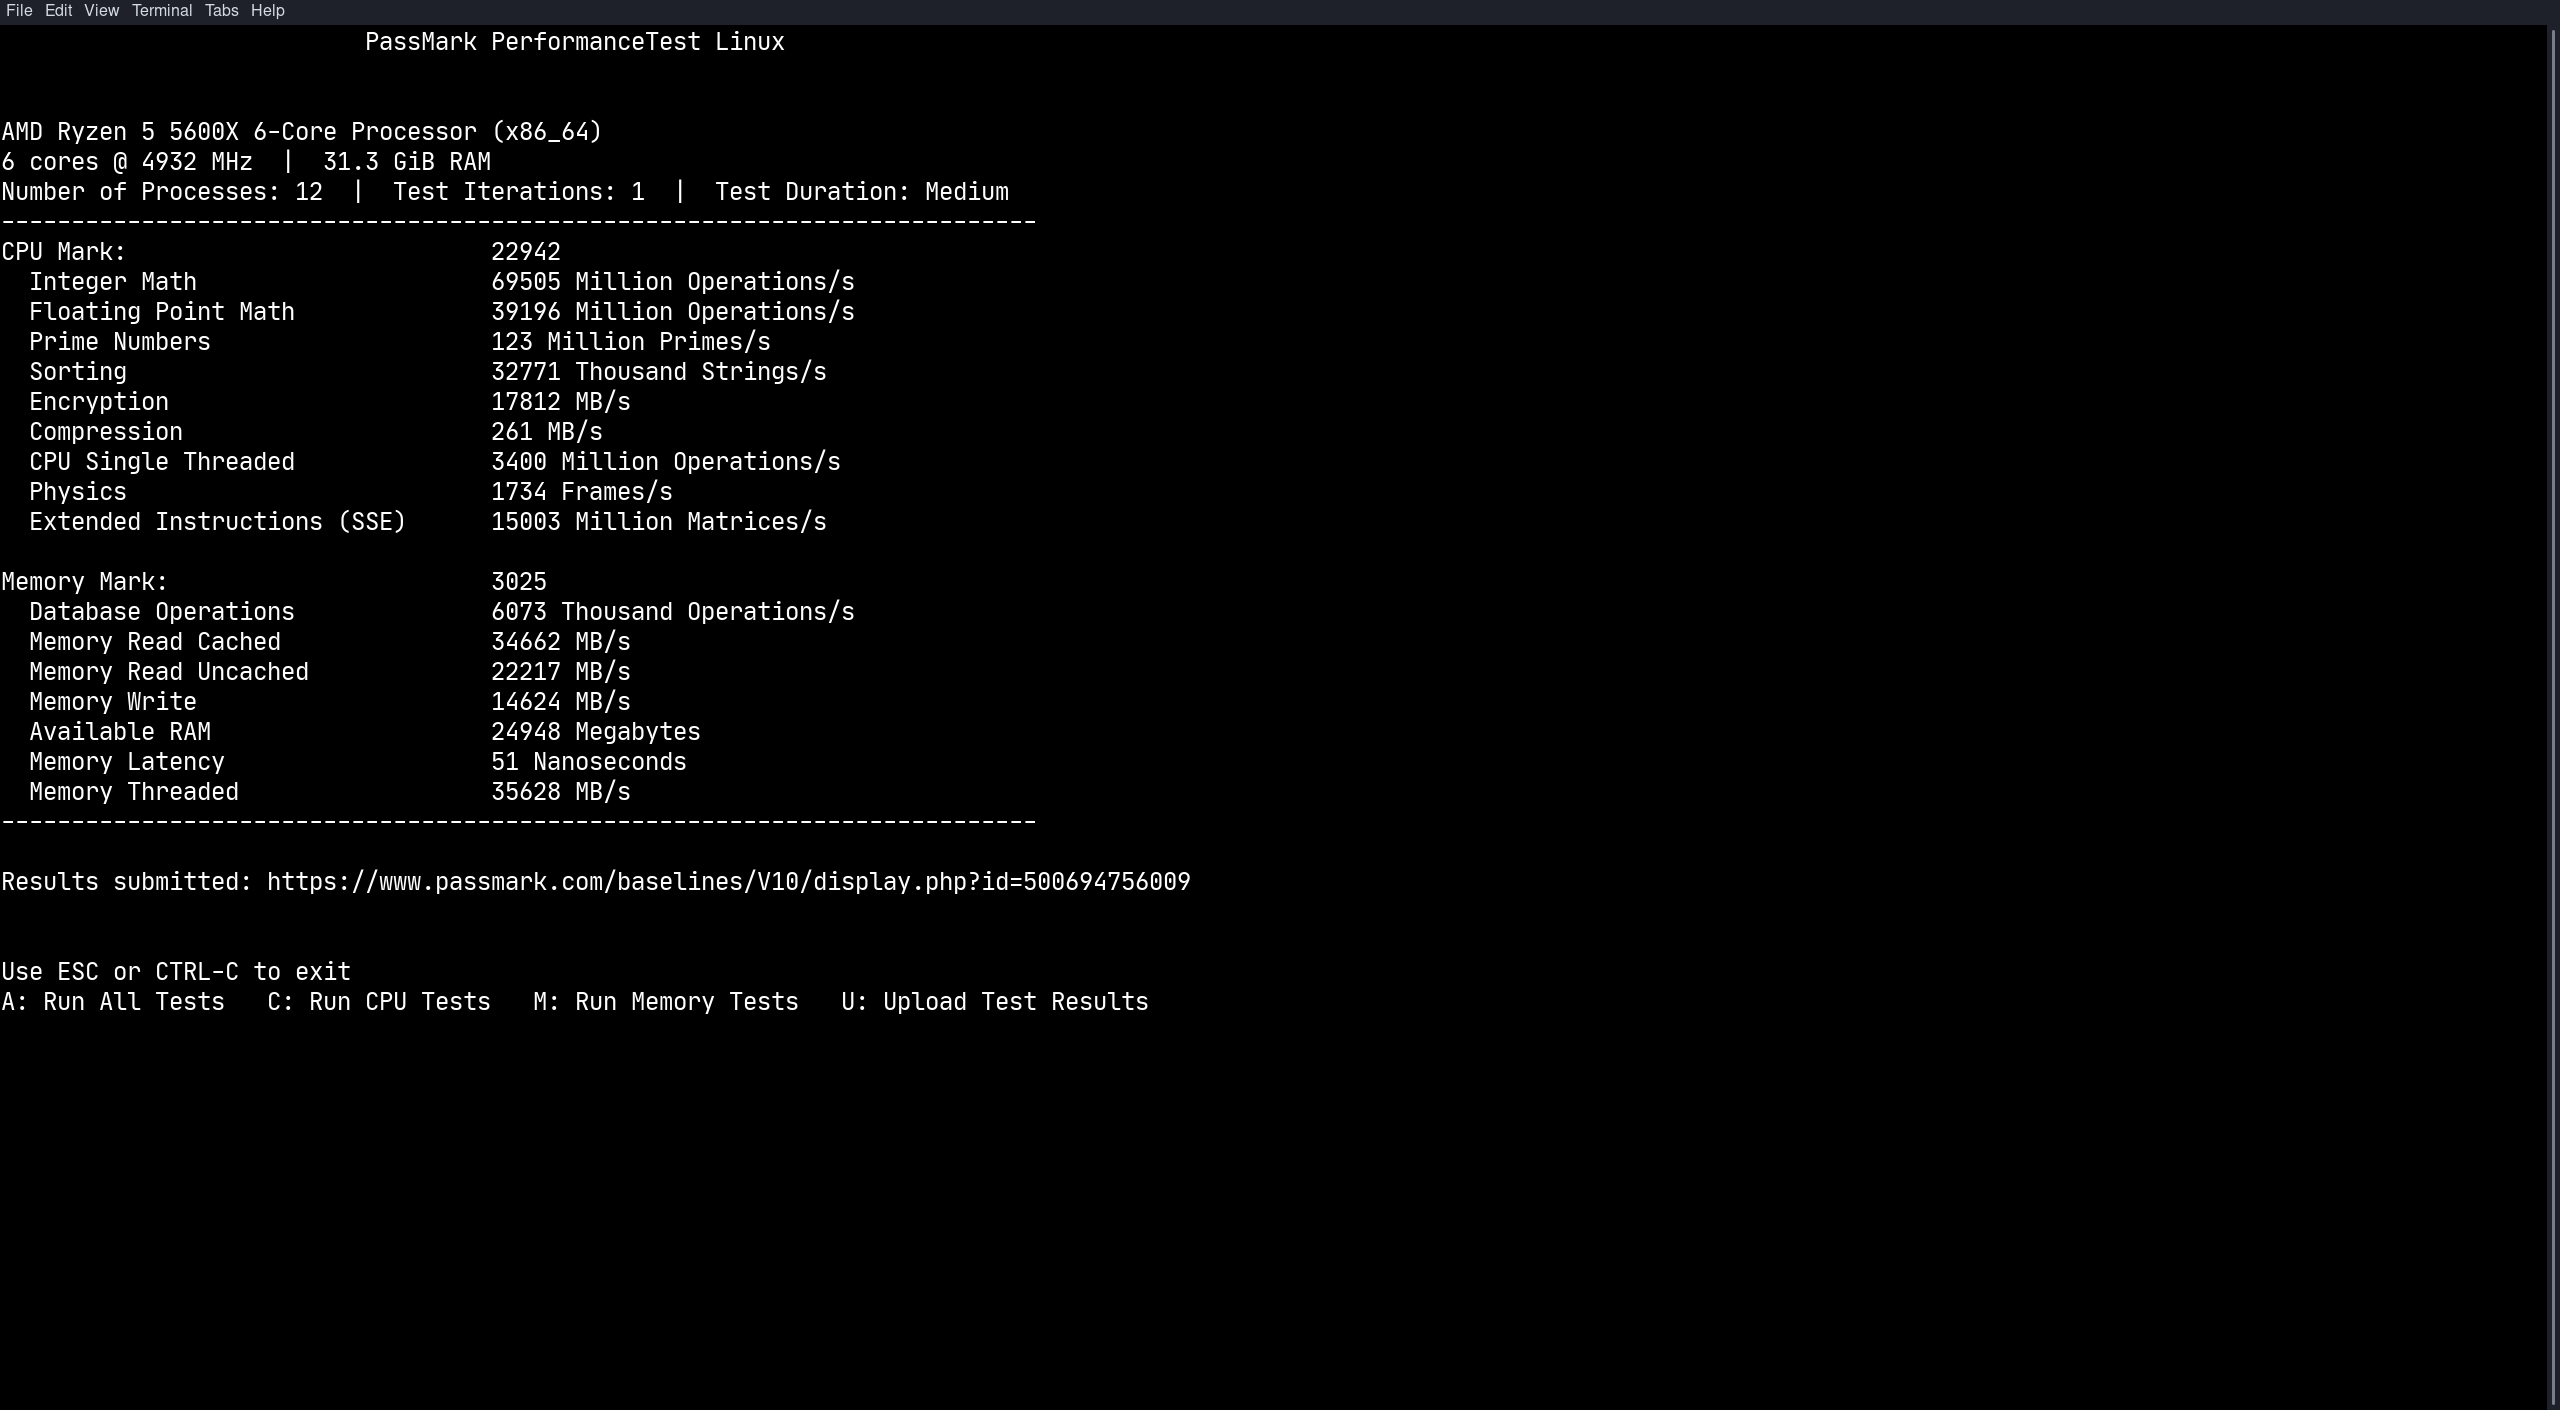 File Edit View Terminal Tabs Help
PassMark PerformanceTest Linux
AMD Ryzen 5 5600X 6-Core Processor (x86_64)
6 cores @ 4932 MHz | 31.3 GiB RAM
Number of Processes: 12 | Test Iterations: 1 | Test Duration: Medium
--------------------------------------------------------------------------
CPU Mark: 22942
Integer Math 69505 Million Operations/s
Floating Point Math 39196 Million Operations/s
Prime Numbers 123 Million Primes/s
Sorting 32771 Thousand Strings/s
Encryption 17812 MB/s
Compression 261 MB/s
CPU Single Threaded 3400 Million Operations/s
Physics 1734 Frames/s
Extended Instructions (SSE) 15003 Million Matrices/s
Memory Mark: 3025
Database Operations 6073 Thousand Operations/s
Memory Read Cached 34662 MB/s
Memory Read Uncached 22217 MB/s
Memory Write 14624 MB/s
Available RAM 24948 Megabytes
Memory Latency 51 Nanoseconds
Memory Threaded 35628 MB/s
--------------------------------------------------------------------------
Results submitted: https://www.passmark.com/baselines/V10/display.php?id=500694756009
Use ESC or CTRL-C to exit
A: Run All Tests C: Run CPU Tests M: Run Memory Tests U: Upload Test Results